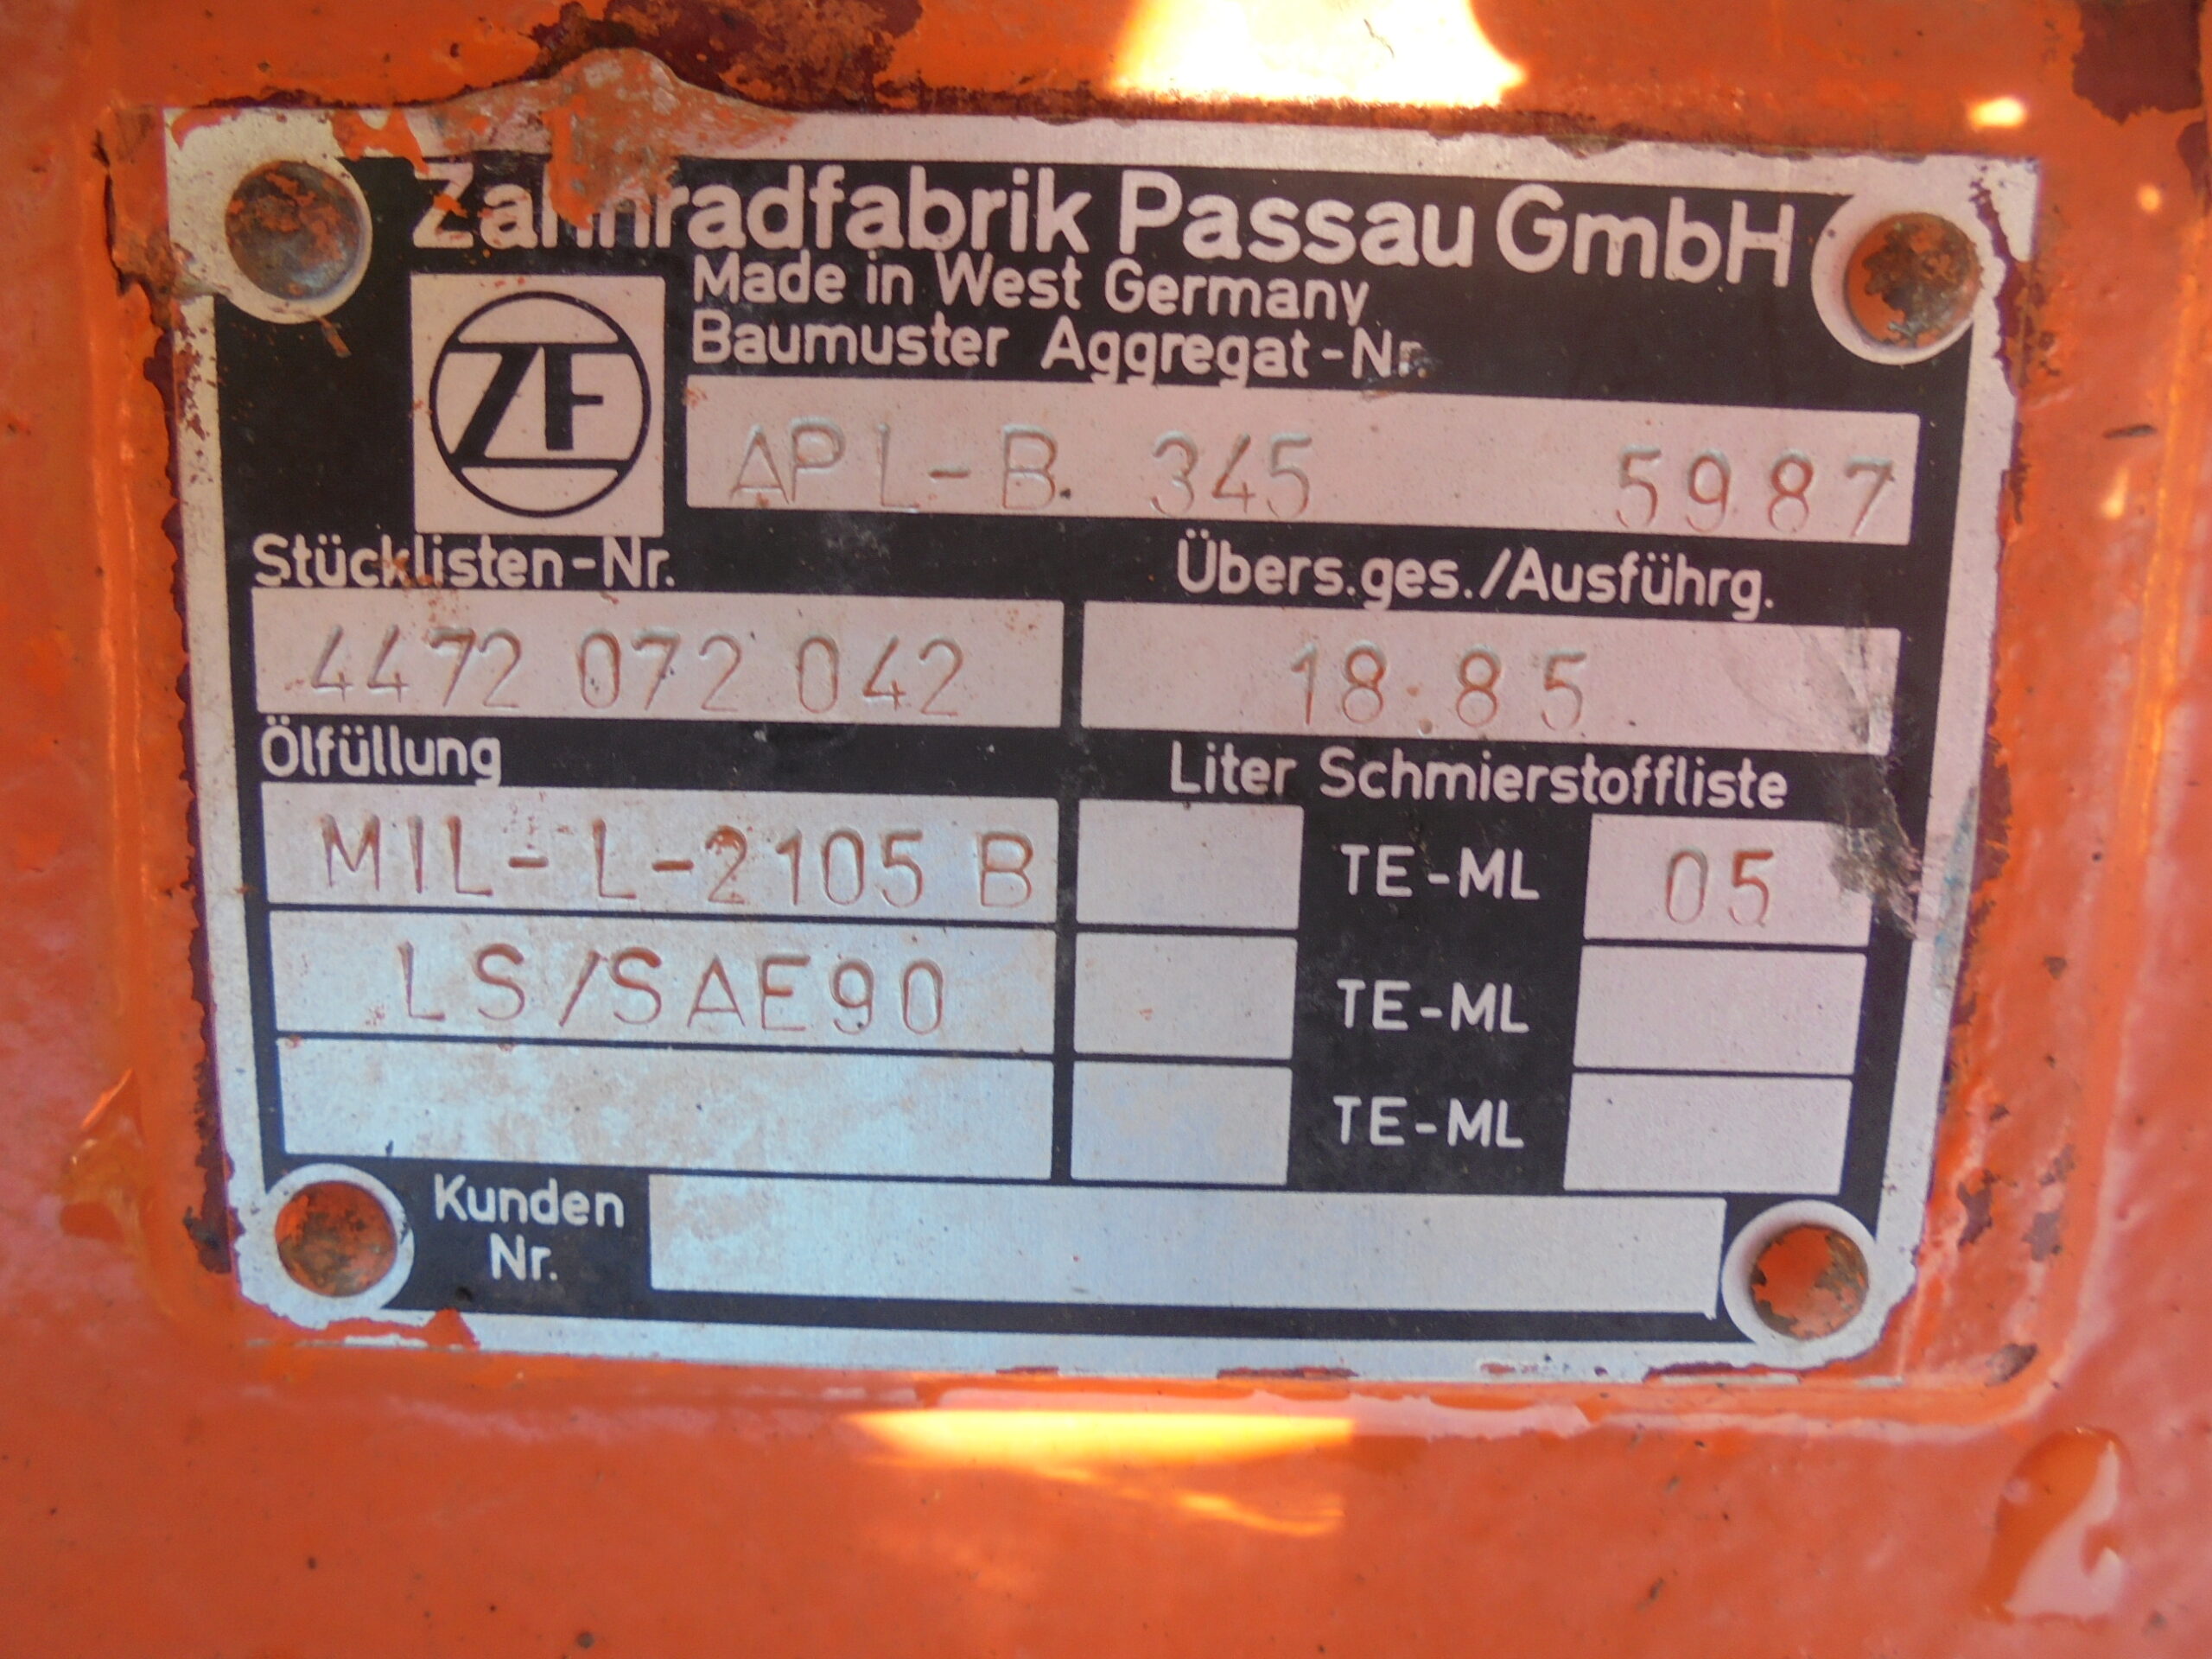 Zahnradfabrik Passau GmbH
Made in West Germany
Baumuster Aggregat-Nr.
ZF
APL-B. 345 5987
Stücklisten-Nr. Übers.ges./Ausführg.
4472 072 042 18.85
Ölfüllung Liter Schmierstoffliste
MIL-L-2105 B TE-ML 05
LS/SAE90 TE-ML
TE-ML
Kunden
Nr.